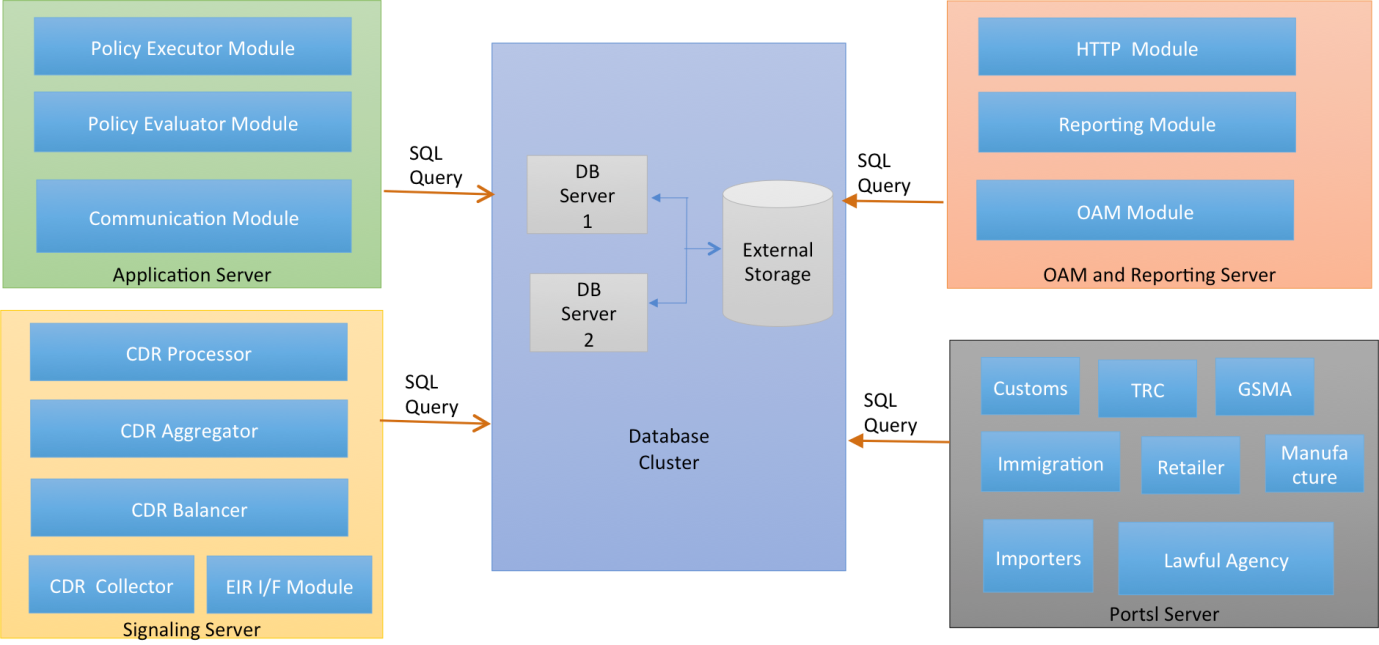 Policy Executor Module
Policy Evaluator Module
Communication Module
Application Server
CDR Processor
CDR Aggregator
CDR Balancer
CDR Collector
EIR I/F Module
Signaling Server
SQL
Query
SQL
Query
DB
Server
1
DB
Server
2
External
Storage
Database
Cluster
SQL
Query
SQL
Query
HTTP Module
Reporting Module
OAM Module
OAM and Reporting Server
Customs
TRC
GSMA
Immigration
Retailer
Manufa
cture
Importers
Lawful Agency
Portsl Server